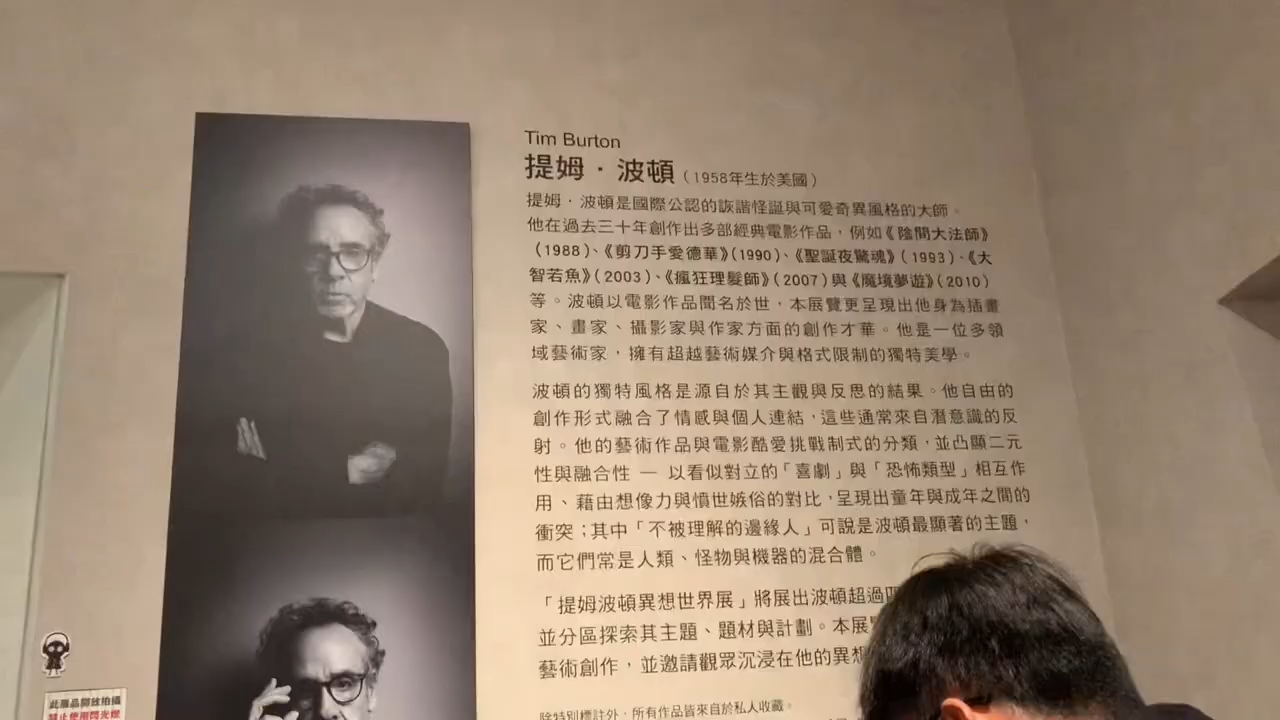 Tim Burton
提姆．波頓（1958年生於美國）
提姆．波頓是國際公認的詼諧怪誕與可愛奇異風格的大師。
他在過去三十年創作出多部經典電影作品，例如《陰間大法師》
（1988）、《剪刀手愛德華》（1990）、《聖誕夜驚魂》（1993）、《大
智若魚》（2003）、《瘋狂理髮師》（2007）與《魔境夢遊》（2010）
等。波頓以電影作品聞名於世，本展覽更呈現出他身為插畫
家、畫家、攝影家與作家方面的創作才華。他是一位多領
域藝術家，擁有超越藝術媒介與格式限制的獨特美學。
波頓的獨特風格是源自於其主觀與反思的結果。他自由的
創作形式融合了情感與個人連結，這些通常來自潛意識的反
射。他的藝術作品與電影酷愛挑戰制式的分類，並凸顯二元
性與融合性 — 以看似對立的「喜劇」與「恐怖類型」相互作
用、藉由想像力與憤世嫉俗的對比，呈現出童年與成年之間的
衝突；其中「不被理解的邊緣人」可說是波頓最顯著的主題，
而它們常是人類、怪物與機器的混合體。
「提姆波頓異想世界展」將展出波頓超過
並分區探索其主題、題材與計劃。本展
藝術創作，並邀請觀眾沉浸在他的異想
除特別標註外，所有作品皆來自於私人收藏。
此展品開放拍攝
禁止使用閃光燈